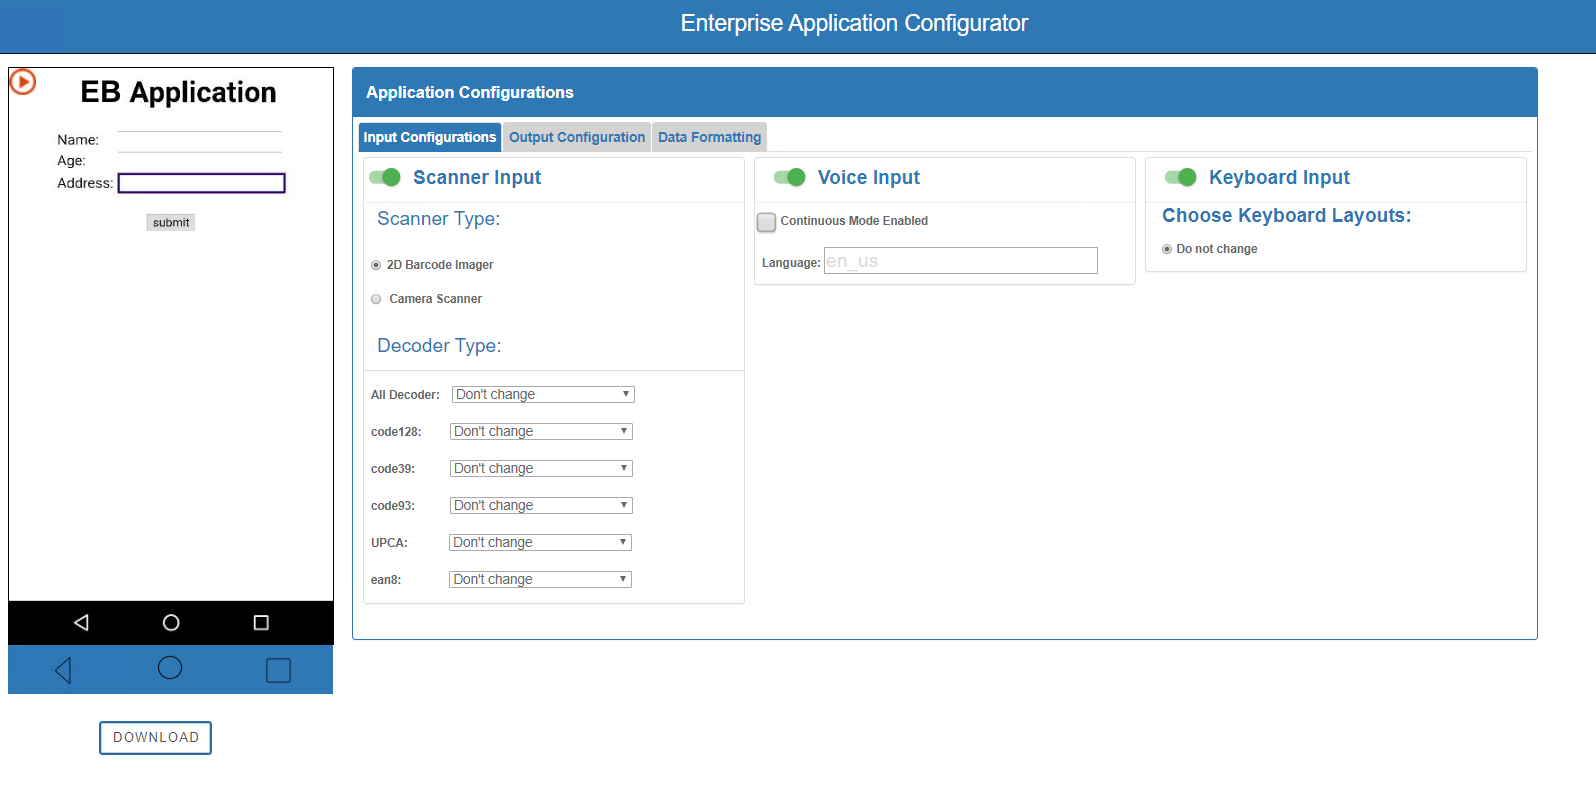 Enterprise Application Configurator
EB Application
Name:
Age:
Address:
submit
DOWNLOAD
Application Configurations
Input Configurations
Output Configuration
Data Formatting
Scanner Input
Scanner Type:
2D Barcode Imager
Camera Scanner
Decoder Type:
All Decoder: Don't change
code128: Don't change
code39: Don't change
code93: Don't change
UPCA: Don't change
ean8: Don't change
Voice Input
Continuous Mode Enabled
Language: en_us
Keyboard Input
Choose Keyboard Layouts:
Do not change